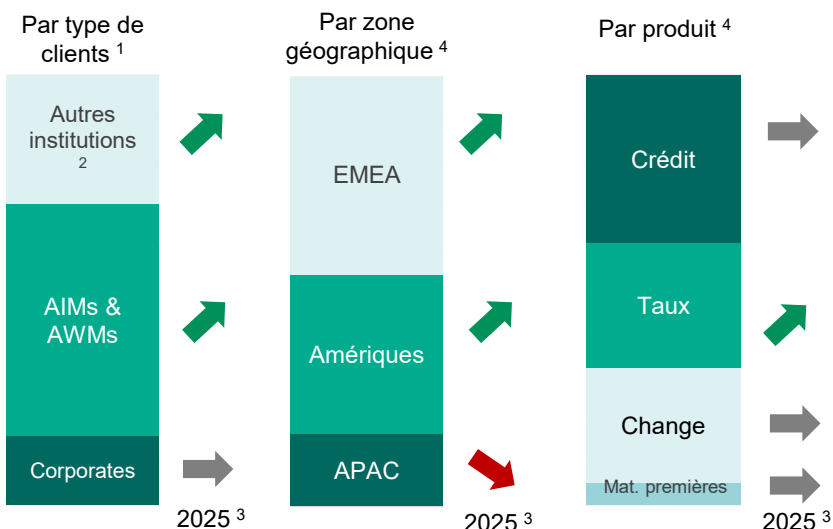 Par type de
clients ¹
Autres
institutions
²
AIMs &
AWMs
Corporates
2025 ³
Par zone
géographique ⁴
EMEA
Amériques
APAC
2025 ³
Par produit ⁴
Crédit
Taux
Change
Mat. premières
2025 ³